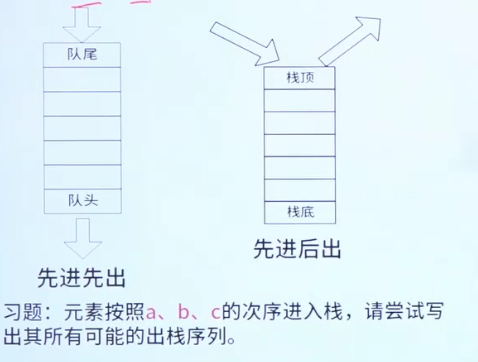 队尾
队头
先进先出
栈顶
栈底
先进后出
习题：元素按照a、b、c的次序进入栈，请尝试写
出其所有可能的出栈序列。